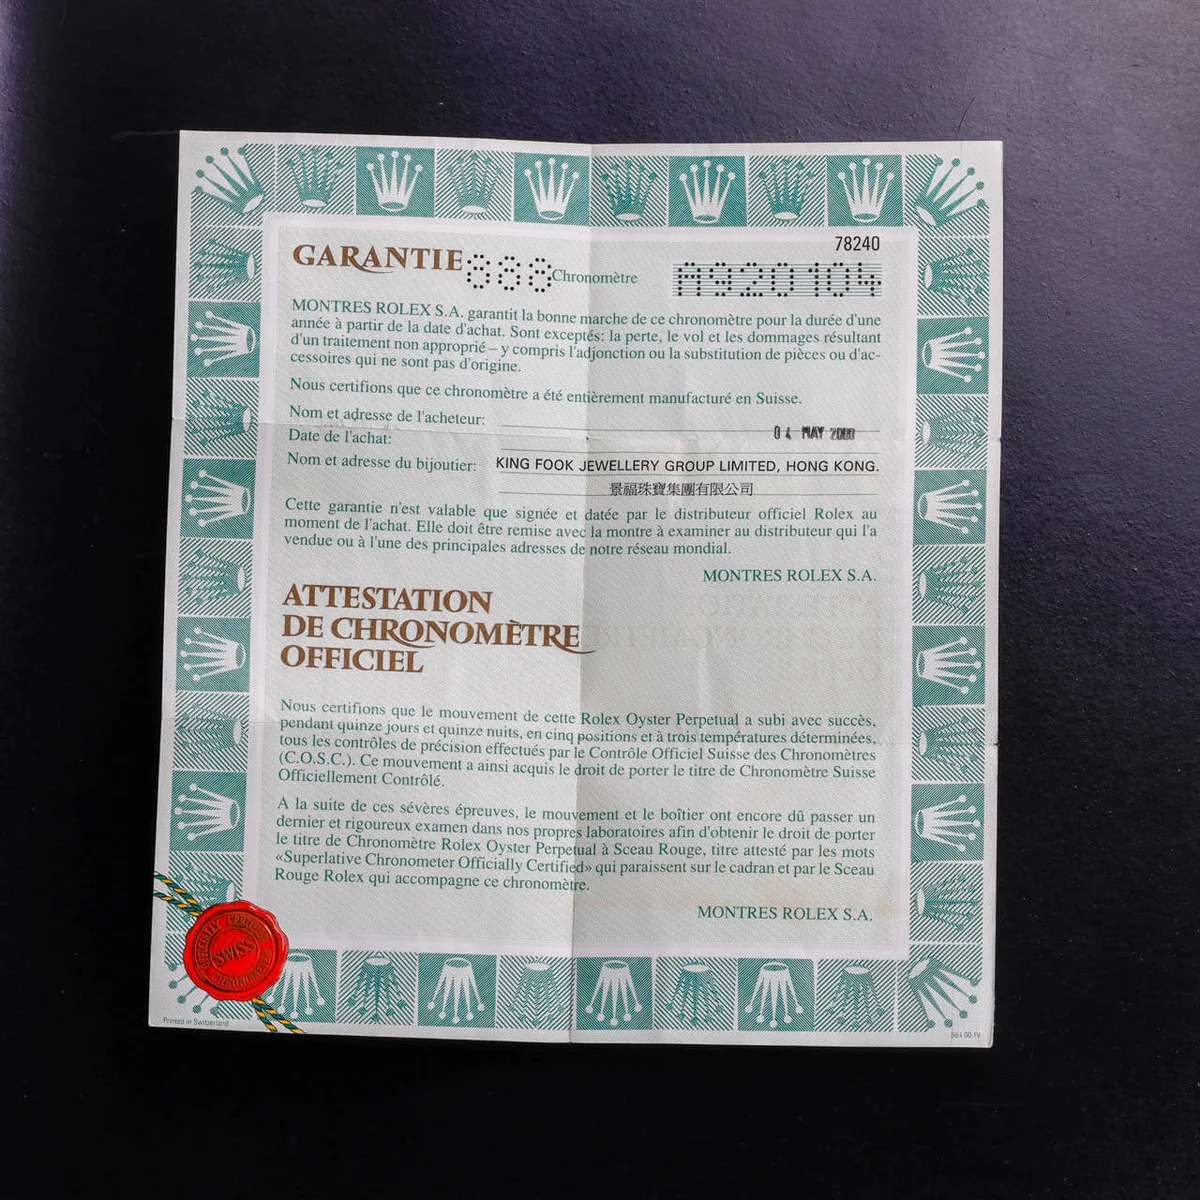 78240
GARANTIE 888 Chronomètre A920104
MONTRES ROLEX S.A. garantit la bonne marche de ce chronomètre pour la durée d'une
année à partir de la date d'achat. Sont exceptés: la perte, le vol et les dommages résultant
d'un traitement non approprié – y compris l'adjonction ou la substitution de pièces ou d'ac-
cessoires qui ne sont pas d'origine.
Nous certifions que ce chronomètre a été entièrement manufacturé en Suisse.
Nom et adresse de l'acheteur:
Date de l'achat: 04 MAY 2000
Nom et adresse du bijoutier: KING FOOK JEWELLERY GROUP LIMITED, HONG KONG.
景福珠寶集團有限公司
Cette garantie n'est valable que signée et datée par le distributeur officiel Rolex au
moment de l'achat. Elle doit être remise avec la montre à examiner au distributeur qui l'a
vendue ou à l'une des principales adresses de notre réseau mondial.
MONTRES ROLEX S.A.
ATTESTATION
DE CHRONOMÈTRE
OFFICIEL
Nous certifions que le mouvement de cette Rolex Oyster Perpetual a subi avec succès,
pendant quinze jours et quinze nuits, en cinq positions et à trois températures déterminées,
tous les contrôles de précision effectués par le Contrôle Officiel Suisse des Chronomètres
(C.O.S.C.). Ce mouvement a ainsi acquis le droit de porter le titre de Chronomètre Suisse
Officiellement Contrôlé.
A la suite de ces sévères épreuves, le mouvement et le boîtier ont encore dû passer un
dernier et rigoureux examen dans nos propres laboratoires afin d'obtenir le droit de porter
le titre de Chronomètre Rolex Oyster Perpetual à Sceau Rouge, titre attesté par les mots
«Superlative Chronometer Officially Certified» qui paraissent sur le cadran et par le Sceau
Rouge Rolex qui accompagne ce chronomètre.
MONTRES ROLEX S.A.
OFFICIALLY CERTIFIED
SWISS
CHRONOMETER
Printed in Switzerland